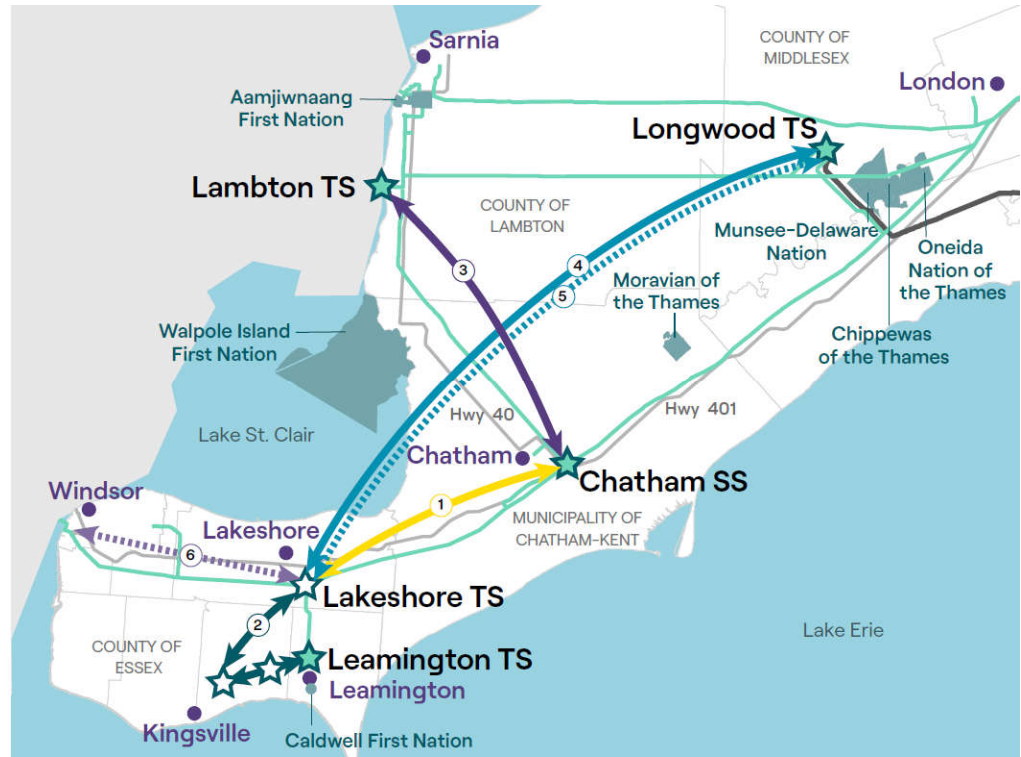 Sarnia
COUNTY OF
MIDDLESEX
London
Aamjiwnaang
First Nation
Longwood TS
Lambton TS
COUNTY OF
LAMBTON
Munsee-Delaware
Nation
Oneida
Nation of
the Thames
3
4
5
Moravian of
the Thames
Chippewas
of the Thames
Walpole Island
First Nation
Hwy 40
Hwy 401
Lake St. Clair
Chatham
Chatham SS
Windsor
1
MUNICIPALITY OF
CHATHAM-KENT
Lakeshore
6
Lakeshore TS
2
Lake Erie
COUNTY OF
ESSEX
Leamington TS
Leamington
Kingsville
Caldwell First Nation